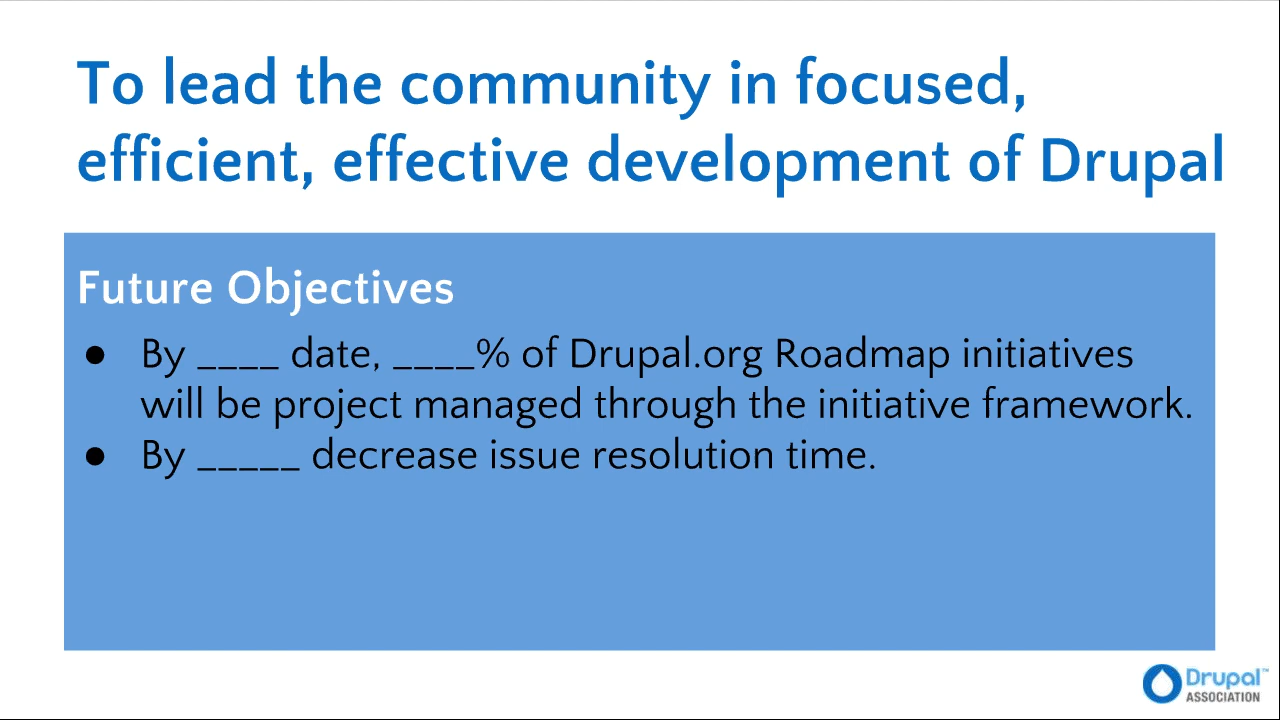 To lead the community in focused,
efficient, effective development of Drupal
Future Objectives
● By ____ date, ____% of Drupal.org Roadmap initiatives
will be project managed through the initiative framework.
● By _____ decrease issue resolution time.
Drupal™
ASSOCIATION